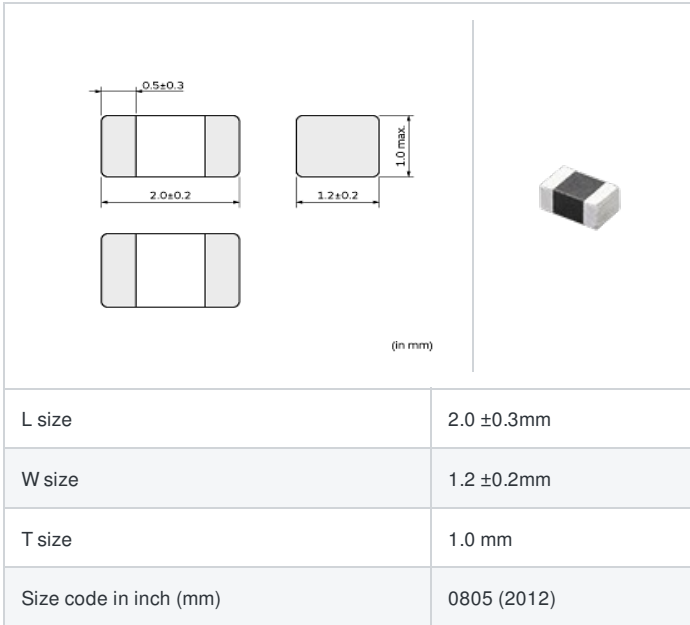 0.5±0.3
1.0 max.
2.0±0.2
1.2±0.2
(in mm)
L size 2.0 ±0.3mm
W size 1.2 ±0.2mm
T size 1.0 mm
Size code in inch (mm) 0805 (2012)